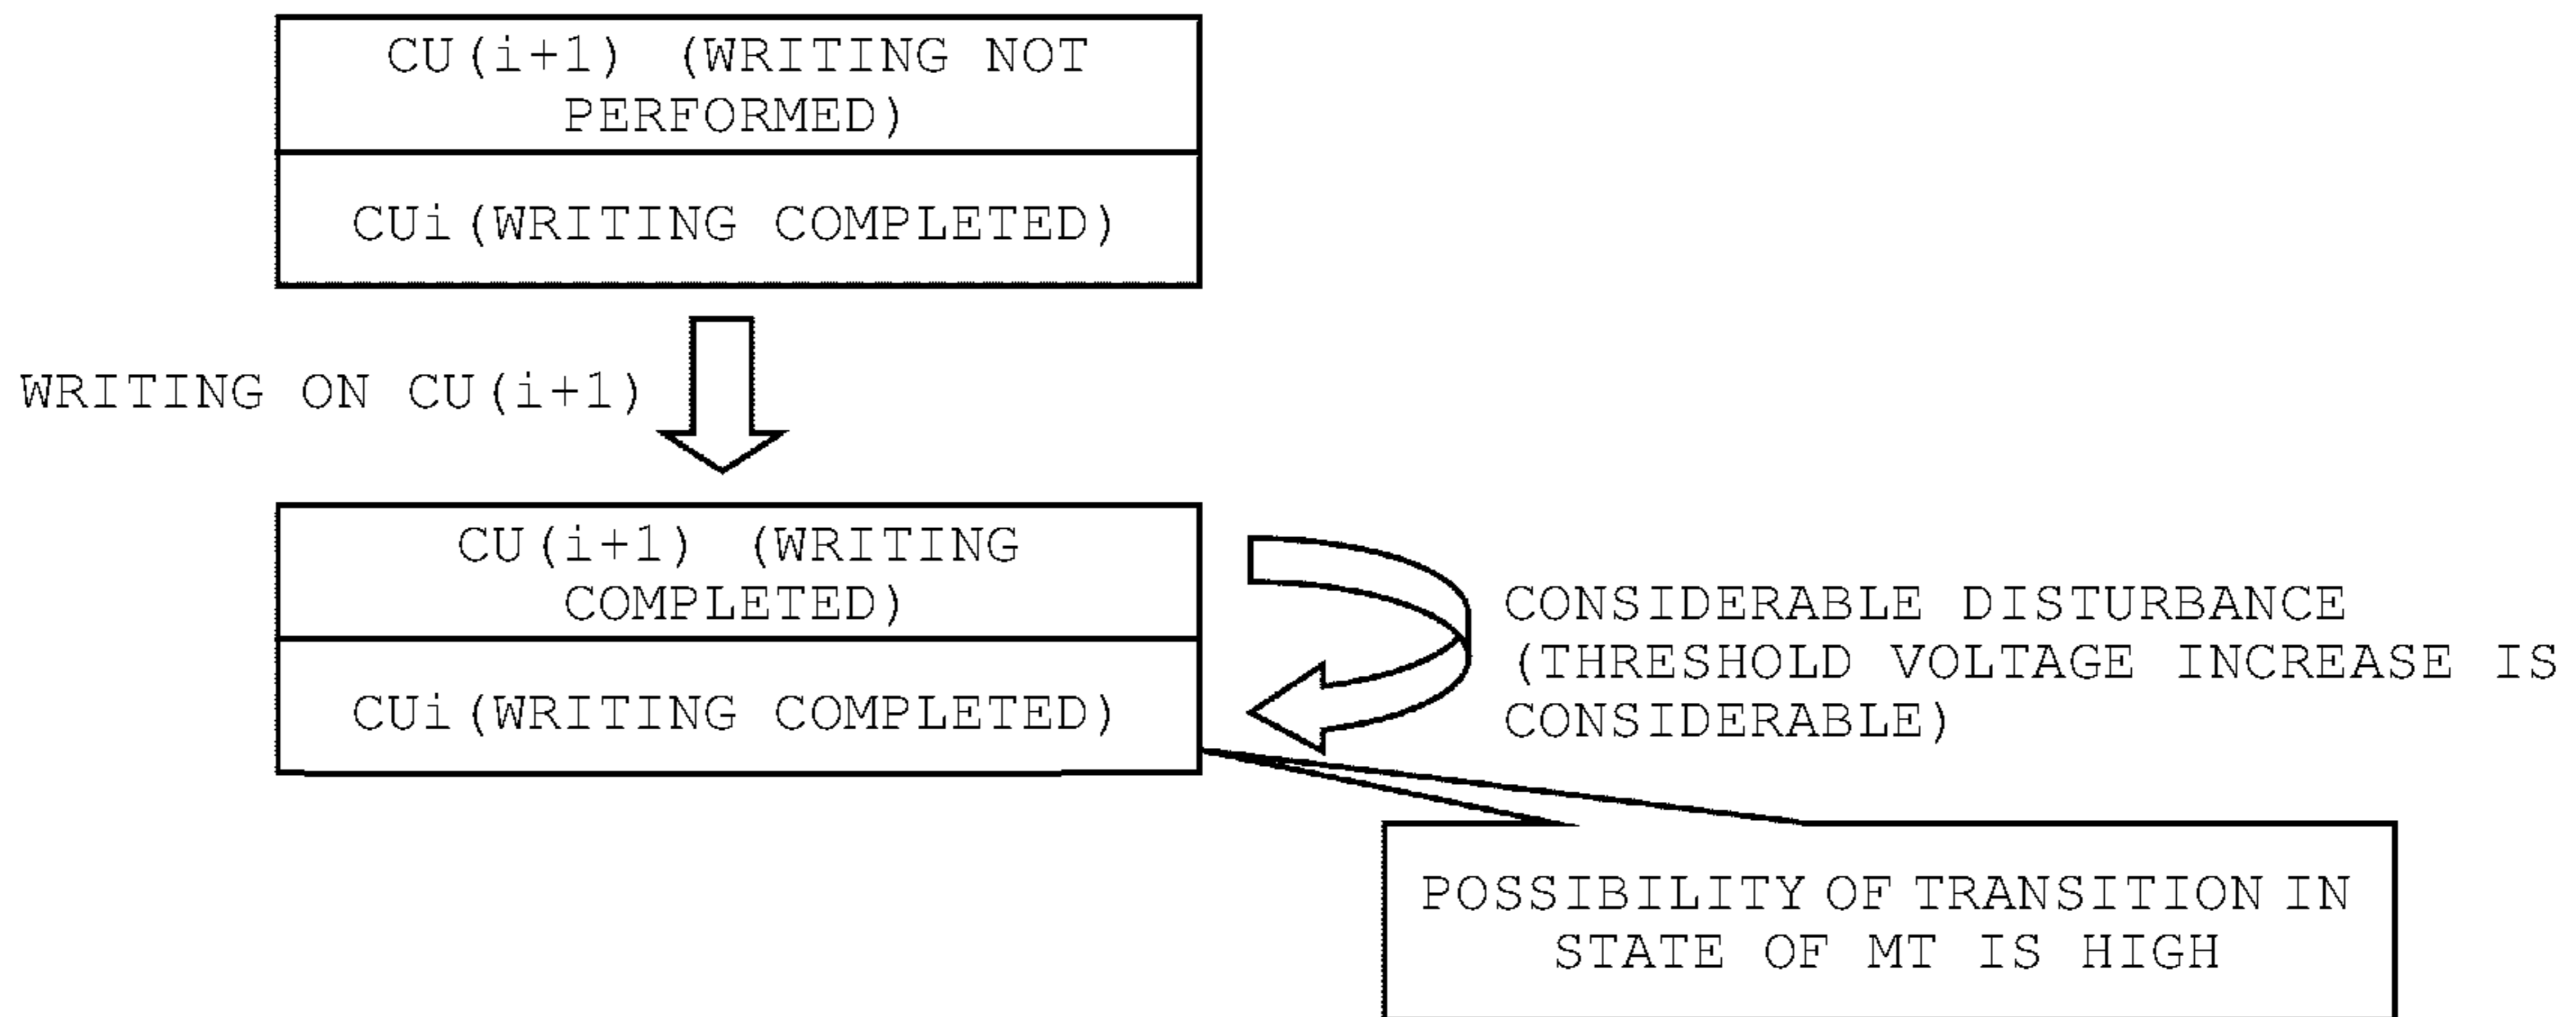 CU(i+1) (WRITING NOT
PERFORMED)
CUi(WRITING COMPLETED)
WRITING ON CU(i+1)
CU(i+1) (WRITING
COMPLETED)
CUi(WRITING COMPLETED)
CONSIDERABLE DISTURBANCE
(THRESHOLD VOLTAGE INCREASE IS
CONSIDERABLE)
POSSIBILITY OF TRANSITION IN
STATE OF MT IS HIGH